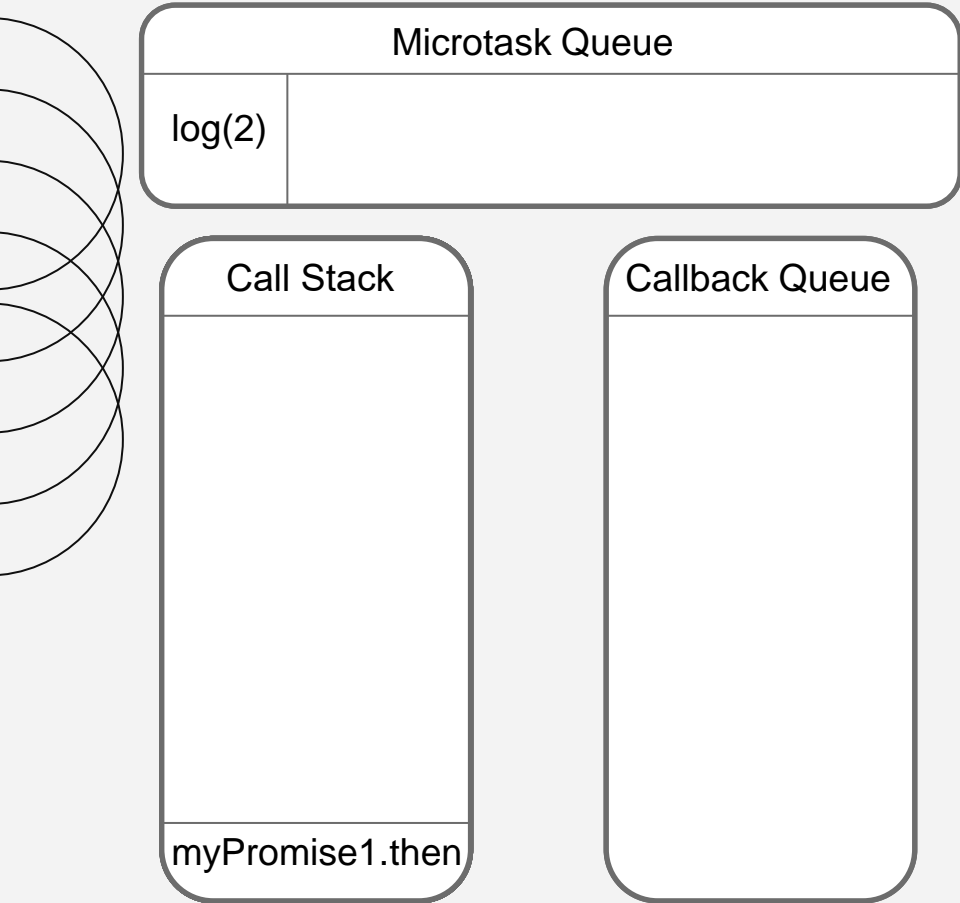 Microtask Queue
log(2)
Call Stack
Callback Queue
myPromise1.then